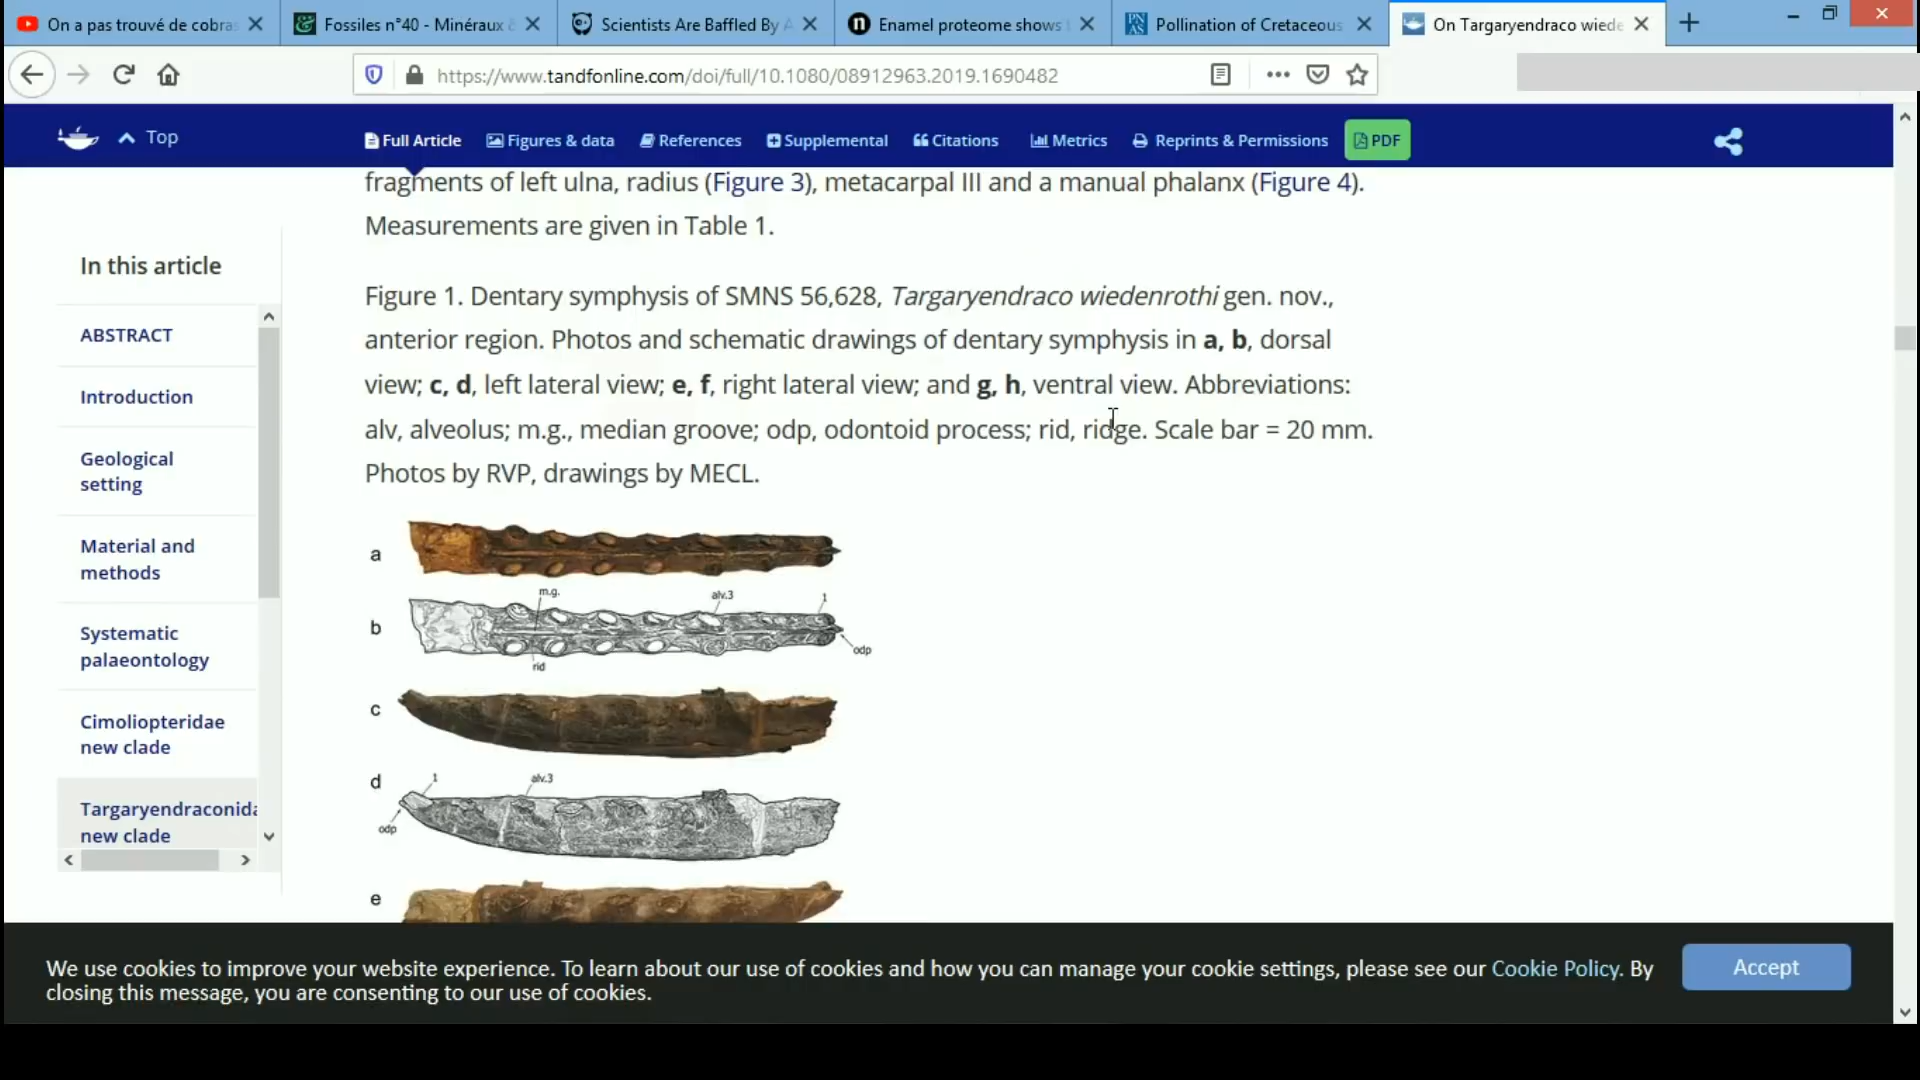 On a pas trouvé de cobras
Fossiles n°40 - Minéraux
Scientists Are Baffled By
Enamel proteome shows
Pollination of Cretaceous
On Targaryendraco wiede
https://www.tandfonline.com/doi/full/10.1080/08912963.2019.1690482
Top
Full Article
Figures & data
References
Supplemental
Citations
Metrics
Reprints & Permissions
PDF
fragments of left ulna, radius (Figure 3), metacarpal III and a manual phalanx (Figure 4).
Measurements are given in Table 1.
In this article
ABSTRACT
Introduction
Geological
setting
Material and
methods
Systematic
palaeontology
Cimoliopteridae
new clade
Targaryendraconida
new clade
Figure 1. Dentary symphysis of SMNS 56,628, Targaryendraco wiedenrothi gen. nov.,
anterior region. Photos and schematic drawings of dentary symphysis in a, b, dorsal
view; c, d, left lateral view; e, f, right lateral view; and g, h, ventral view. Abbreviations:
alv, alveolus; m.g., median groove; odp, odontoid process; rid, ridge. Scale bar = 20 mm.
Photos by RVP, drawings by MECL.
a
m.g.
alv.3
1
b
odp
rid
c
1
alv.3
d
odp
e
We use cookies to improve your website experience. To learn about our use of cookies and how you can manage your cookie settings, please see our Cookie Policy. By
closing this message, you are consenting to our use of cookies.
Accept